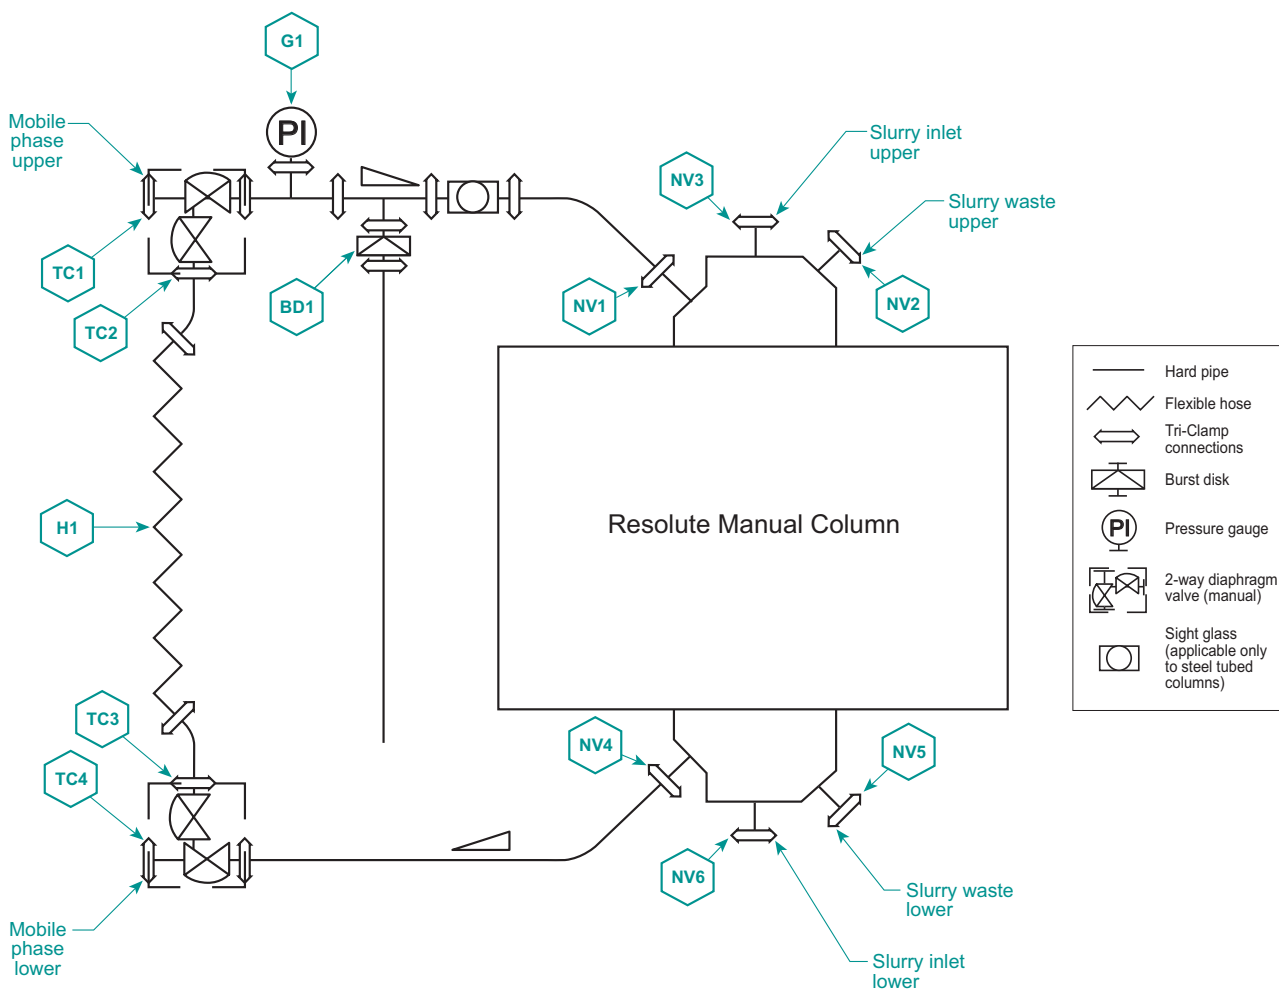 G1
Mobile
phase
upper
PI
Slurry inlet
upper
NV3
Slurry waste
upper
TC1
TC2
BD1
NV1
NV2
Hard pipe
Flexible hose
Tri-Clamp
connections
Burst disk
PI
Pressure gauge
2-way diaphragm
valve (manual)
Sight glass
(applicable only
to steel tubed
columns)
H1
Resolute Manual Column
TC3
TC4
NV4
NV5
NV6
Mobile
phase
lower
Slurry waste
lower
Slurry inlet
lower